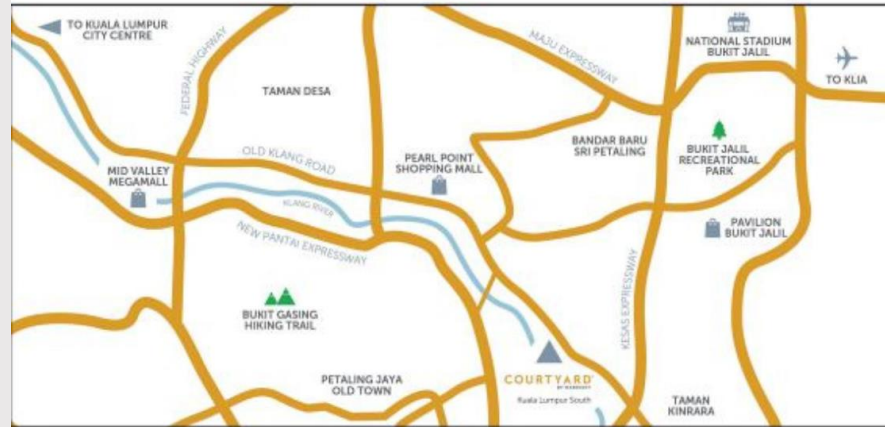 TO KUALA LUMPUR
CITY CENTRE
FEDERAL HIGHWAY
TAMAN DESA
MAJU EXPRESSWAY
NATIONAL STADIUM
BUKIT JALIL
TO KLIA
OLD KLANG ROAD
PEARL POINT
SHOPPING MALL
BANDAR BARU
SRI PETALING
BUKIT JALIL
RECREATIONAL
PARK
MID VALLEY
MEGAMALL
KLANG RIVER
NEW PANTAI EXPRESSWAY
PAVILION
BUKIT JALIL
KESAS EXPRESSWAY
BUKIT GASING
HIKING TRAIL
PETALING JAYA
OLD TOWN
COURTYARD
BY MARRIOTT
Kuala Lumpur South
TAMAN
KINRARA